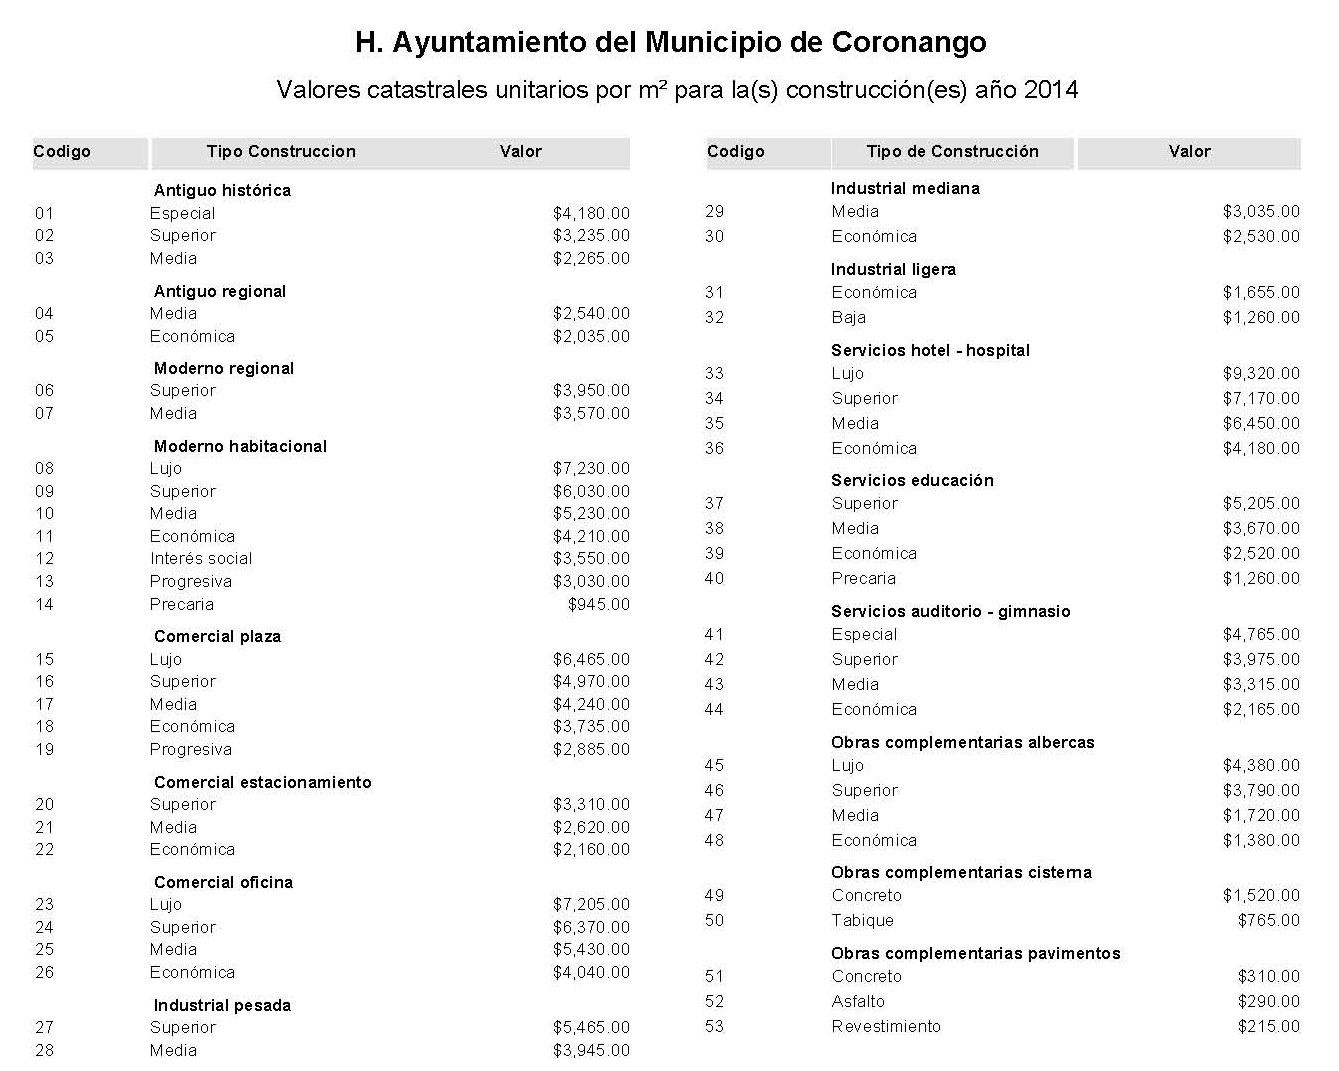 H. Ayuntamiento del Municipio de Coronango
Valores catastrales unitarios por m² para la(s) construcción(es) año 2014
Codigo Tipo Construccion Valor
Antiguo histórica
01 Especial $4,180.00
02 Superior $3,235.00
03 Media $2,265.00
Antiguo regional
04 Media $2,540.00
05 Económica $2,035.00
Moderno regional
06 Superior $3,950.00
07 Media $3,570.00
Moderno habitacional
08 Lujo $7,230.00
09 Superior $6,030.00
10 Media $5,230.00
11 Económica $4,210.00
12 Interés social $3,550.00
13 Progresiva $3,030.00
14 Precaria $945.00
Comercial plaza
15 Lujo $6,465.00
16 Superior $4,970.00
17 Media $4,240.00
18 Económica $3,735.00
19 Progresiva $2,885.00
Comercial estacionamiento
20 Superior $3,310.00
21 Media $2,620.00
22 Económica $2,160.00
Comercial oficina
23 Lujo $7,205.00
24 Superior $6,370.00
25 Media $5,430.00
26 Económica $4,040.00
Industrial pesada
27 Superior $5,465.00
28 Media $3,945.00
Codigo Tipo de Construcción Valor
Industrial mediana
29 Media $3,035.00
30 Económica $2,530.00
Industrial ligera
31 Económica $1,655.00
32 Baja $1,260.00
Servicios hotel - hospital
33 Lujo $9,320.00
34 Superior $7,170.00
35 Media $6,450.00
36 Económica $4,180.00
Servicios educación
37 Superior $5,205.00
38 Media $3,670.00
39 Económica $2,520.00
40 Precaria $1,260.00
Servicios auditorio - gimnasio
41 Especial $4,765.00
42 Superior $3,975.00
43 Media $3,315.00
44 Económica $2,165.00
Obras complementarias albercas
45 Lujo $4,380.00
46 Superior $3,790.00
47 Media $1,720.00
48 Económica $1,380.00
Obras complementarias cisterna
49 Concreto $1,520.00
50 Tabique $765.00
Obras complementarias pavimentos
51 Concreto $310.00
52 Asfalto $290.00
53 Revestimiento $215.00